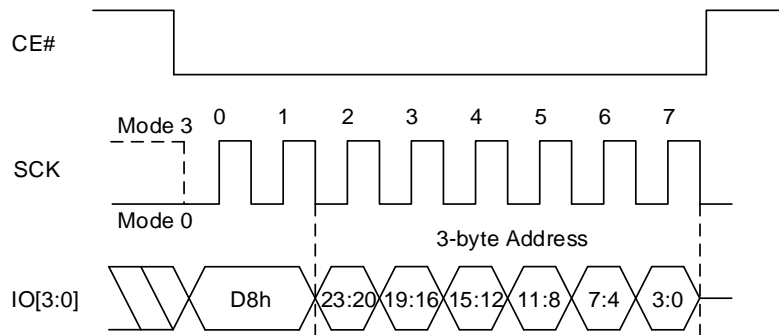 CE#
Mode 3
0 1 2 3 4 5 6 7
SCK
Mode 0
3-byte Address
IO[3:0]
D8h 23:20 19:16 15:12 11:8 7:4 3:0